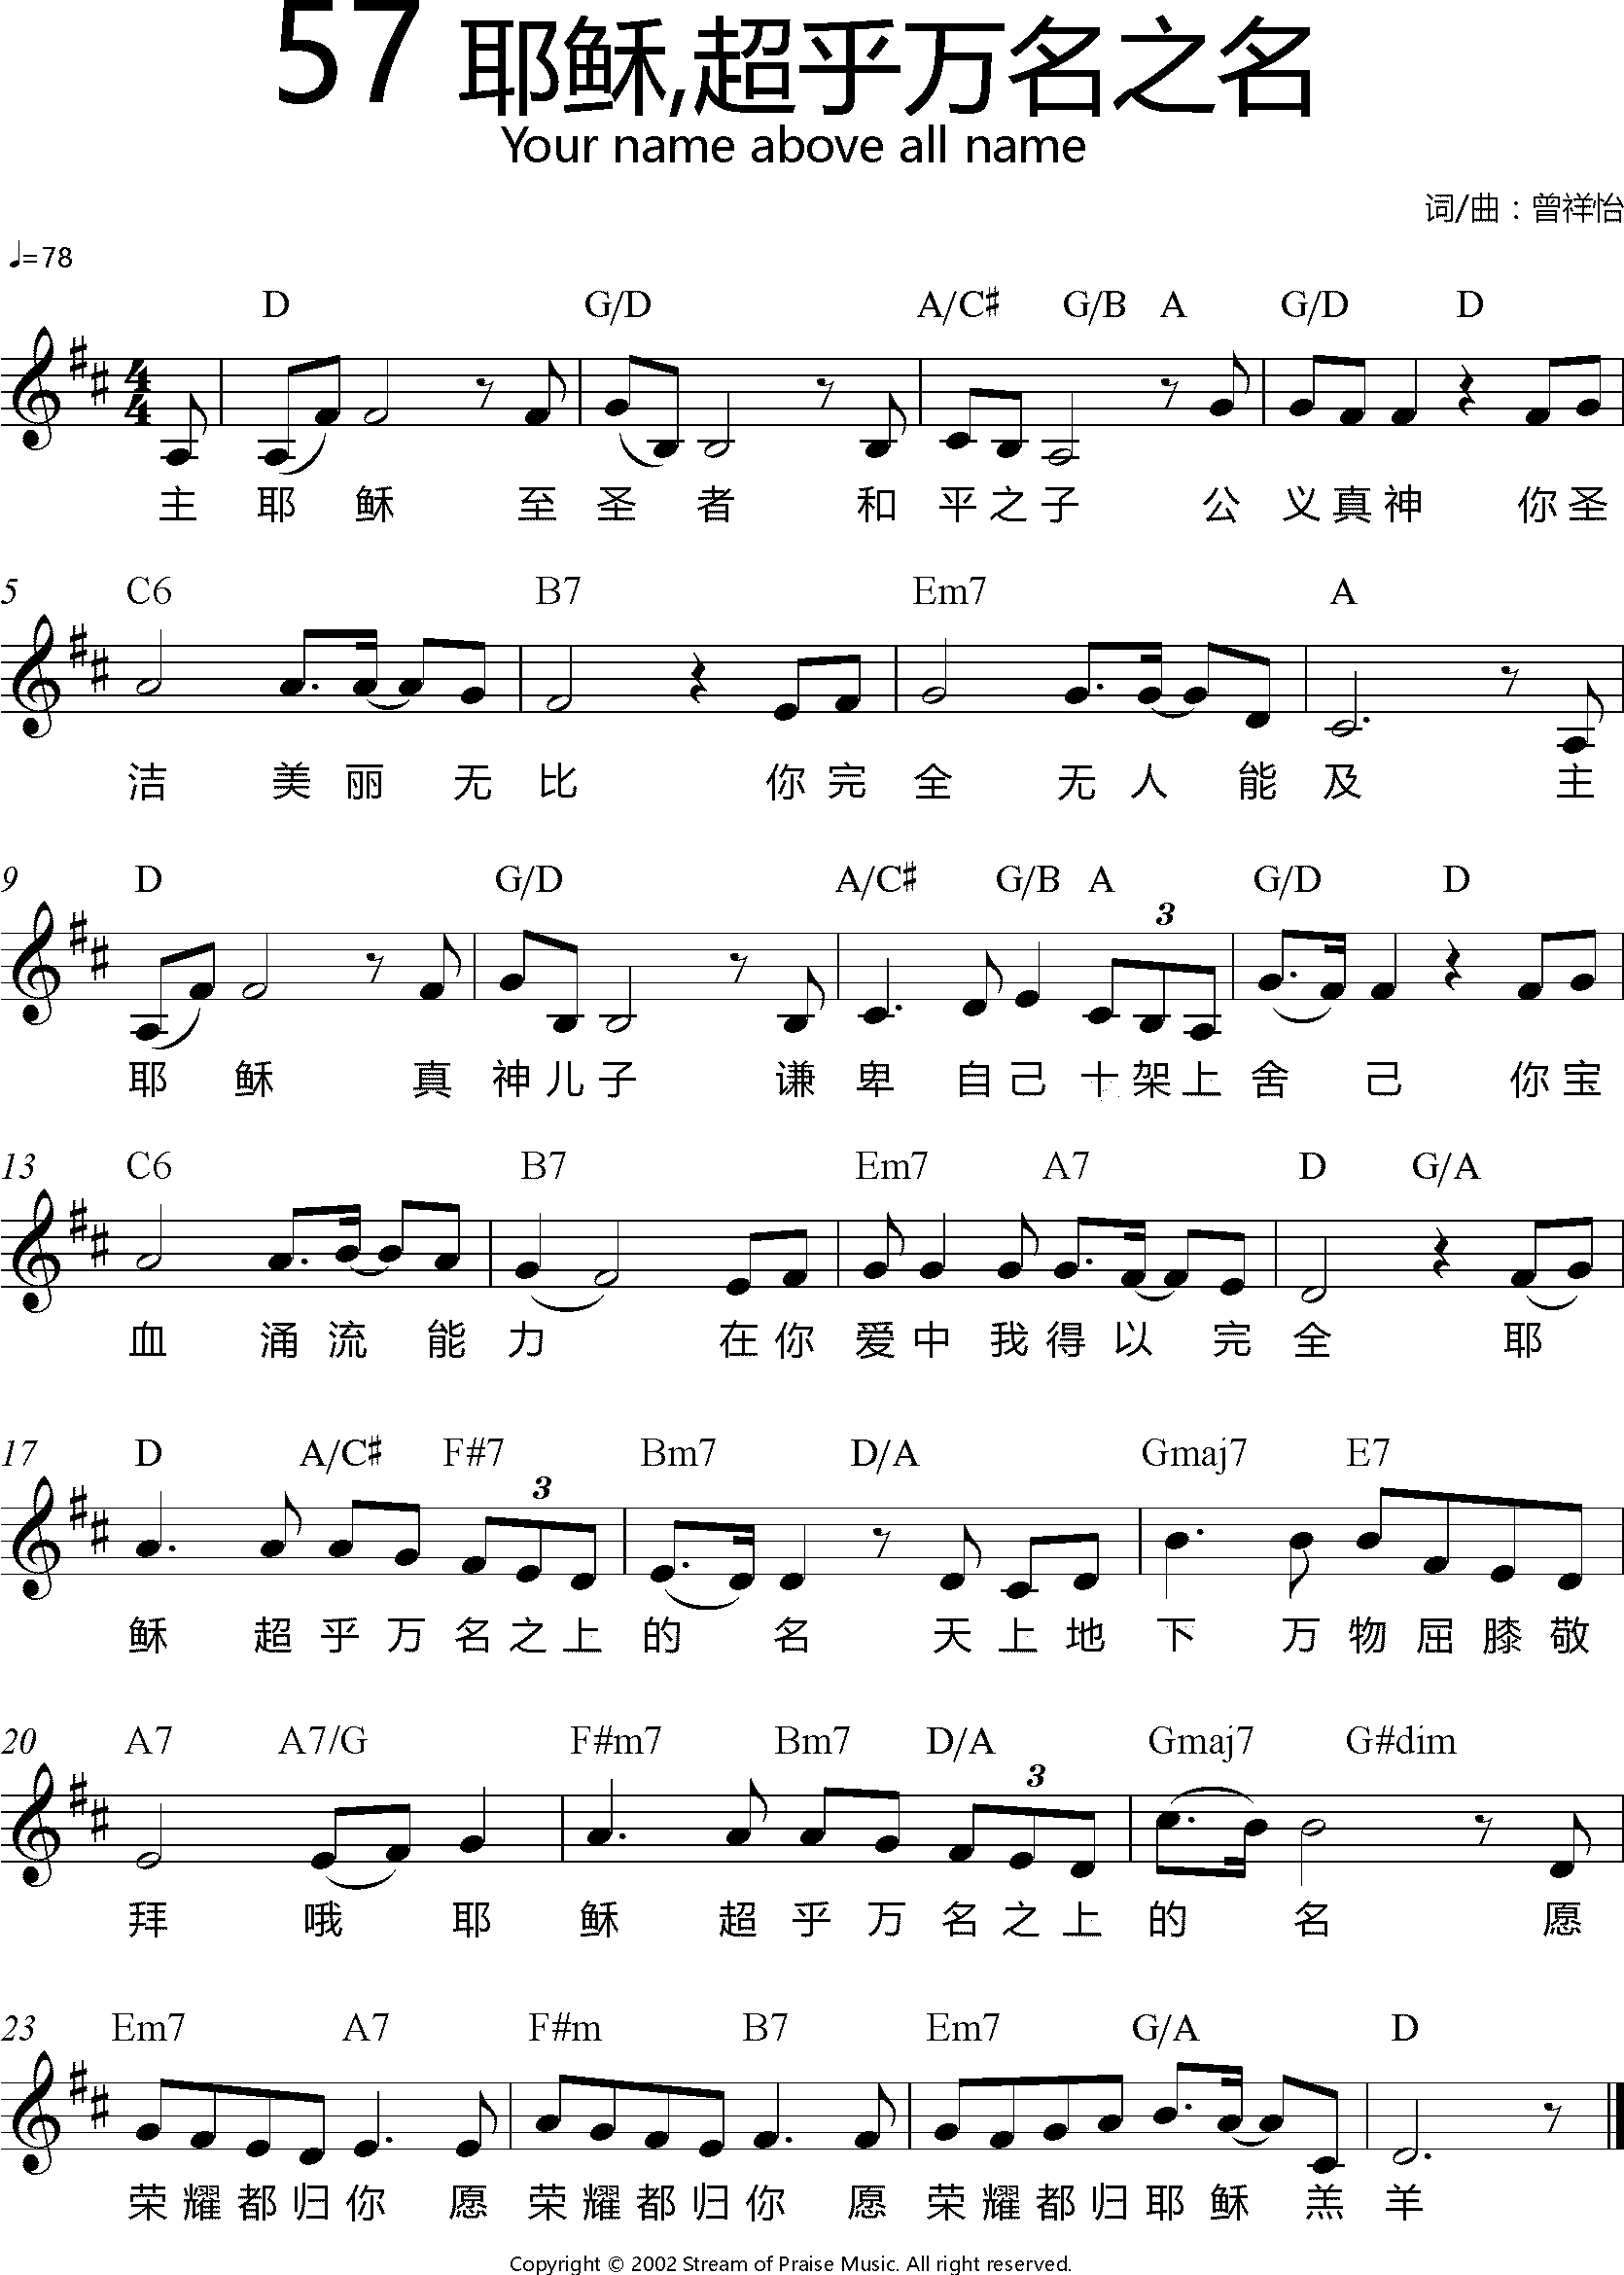 57 耶稣,超乎万名之名
Your name above all name
词/曲：曾祥怡
♩=78
D G/D A/C♯ G/B A G/D D
4
4
主 耶 稣 至 圣 者 和 平 之 子 公 义 真 神 你 圣
5 C6 B7 Em7 A
洁 美 丽 无 比 你 完 全 无 人 能 及 主
9 D G/D A/C♯ G/B A G/D D
3
耶 稣 真 神 儿 子 谦 卑 自 己 十 架 上 舍 己 你 宝
13 C6 B7 Em7 A7 D G/A
血 涌 流 能 力 在 你 爱 中 我 得 以 完 全 耶
17 D A/C♯ F#7 Bm7 D/A Gmaj7 E7
3
稣 超 乎 万 名 之 上 的 名 天 上 地 下 万 物 屈 膝 敬
20 A7 A7/G F#m7 Bm7 D/A Gmaj7 G#dim
3
拜 哦 耶 稣 超 乎 万 名 之 上 的 名 愿
23 Em7 A7 F#m B7 Em7 G/A D
荣 耀 都 归 你 愿 荣 耀 都 归 你 愿 荣 耀 都 归 耶 稣 羔 羊
Copyright © 2002 Stream of Praise Music. All right reserved.